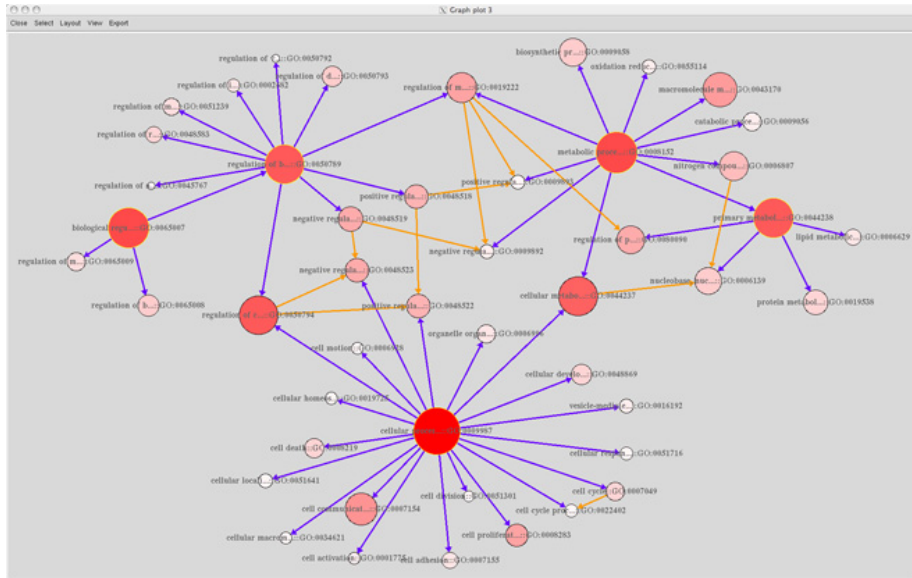 Graph plot 3
Close Select Layout View Export
regulation of ...::GO:0050792
biosynthetic pr...::GO:0009058
oxidation reduc...::GO:0055114
regulation of d...::GO:0050793
regulation of i...::GO:0002682
regulation of m...::GO:0019222
macromolecule m...::GO:0043170
regulation of m...::GO:0051239
catabolic proce...::GO:0009056
regulation of r...::GO:0048583
metabolic proce...::GO:0008152
regulation of b...::GO:0050789
nitrogen compou...::GO:0006807
positive regula...::GO:0009893
regulation of a...::GO:0045767
positive regula...::GO:0048518
negative regula...::GO:0048519
primary metabol...::GO:0044238
biological regu...::GO:0065007
lipid metabolic...::GO:0006629
regulation of p...::GO:0080090
negative regula...::GO:0009892
regulation of m...::GO:0065009
negative regula...::GO:0048523
nucleobase, nuc...::GO:0006139
cellular metabo...::GO:0044237
regulation of b...::GO:0065008
positive regula...::GO:0048522
protein metabol...::GO:0019538
regulation of c...::GO:0050794
organelle organ...::GO:0006996
cell motion::GO:0006928
cellular develo...::GO:0048869
cellular homeos...::GO:0019725
vesicle-mediate...::GO:0016192
cellular proces...::GO:0009987
cell death::GO:0008219
cellular respon...::GO:0051716
cellular locali...::GO:0051641
cell cycle::GO:0007049
cell division::GO:0051301
cell communicat...::GO:0007154
cell cycle proc...::GO:0022402
cellular macrom...::GO:0034621
cell proliferat...::GO:0008283
cell activation::GO:0001775
cell adhesion::GO:0007155